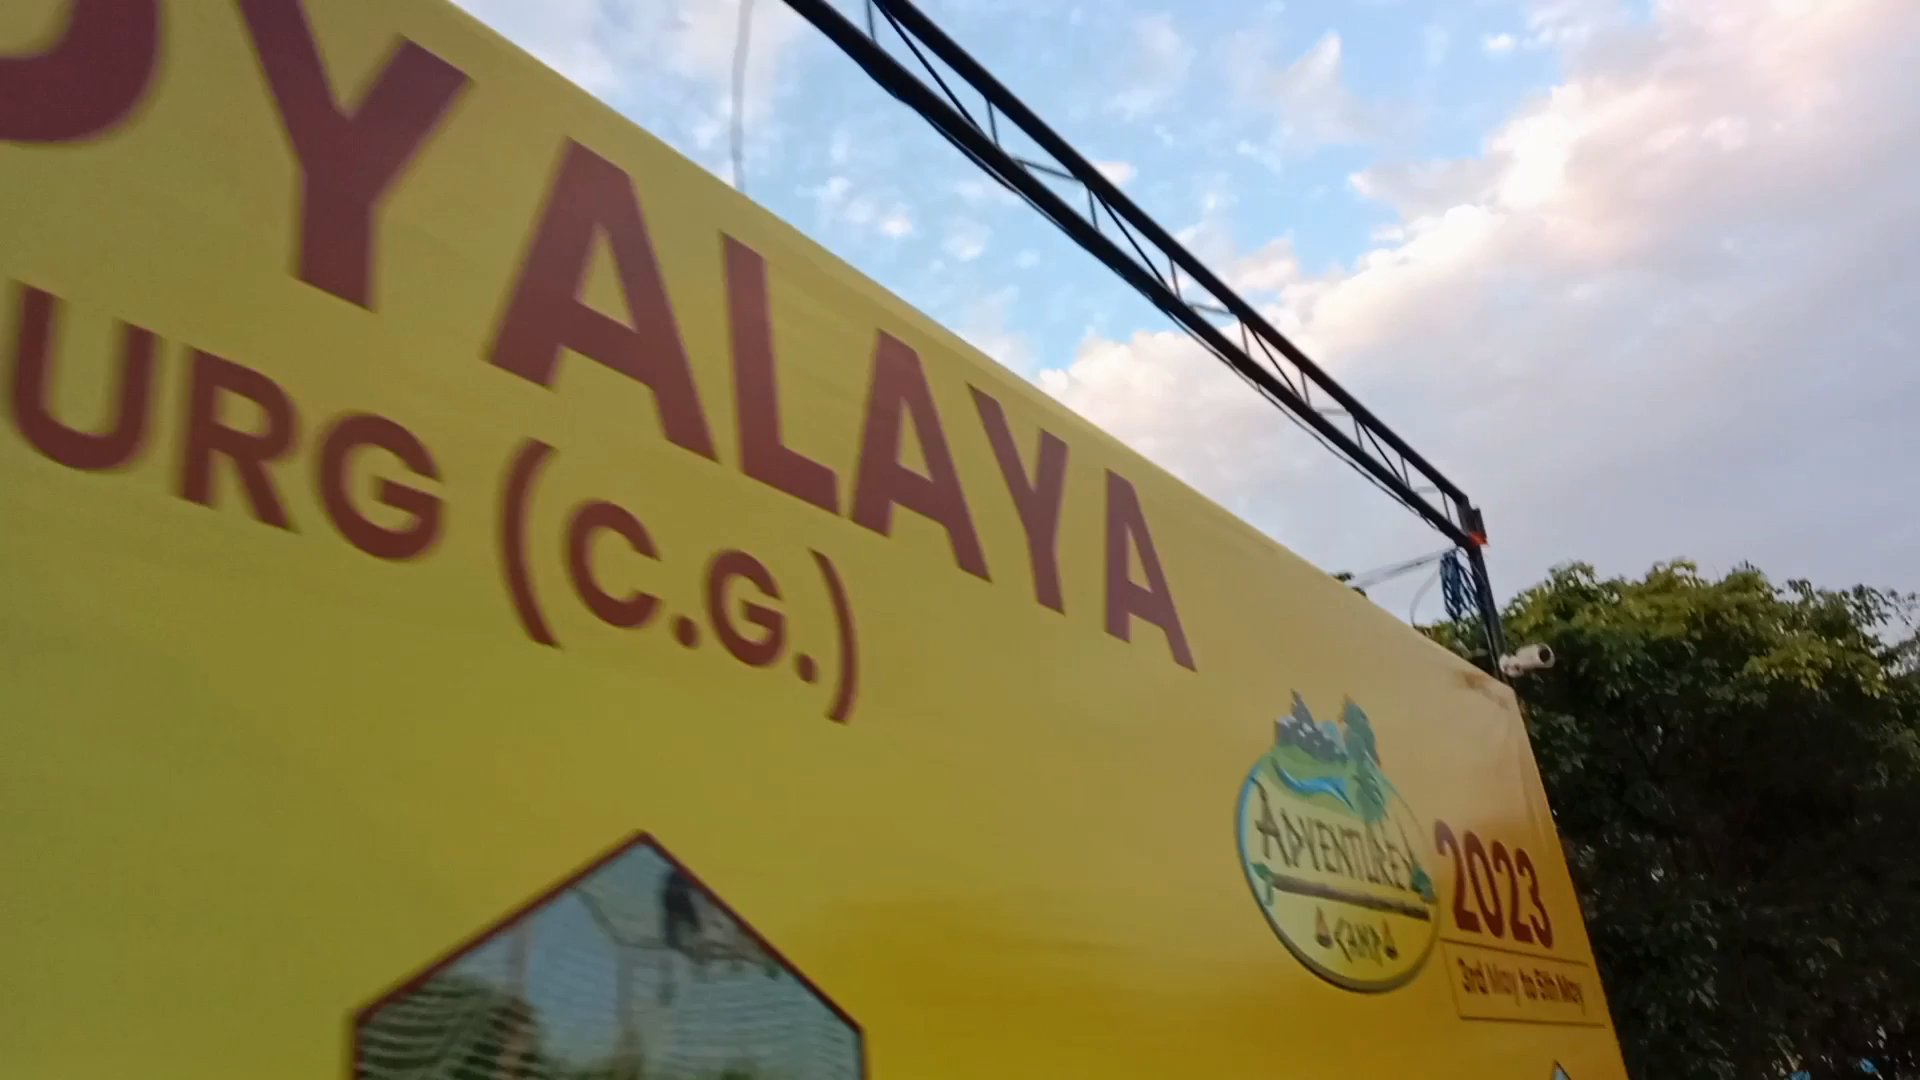 YALAYA
URG (C.G.)
ADVENTURE
CAMP
2023
3rd May to 5th May